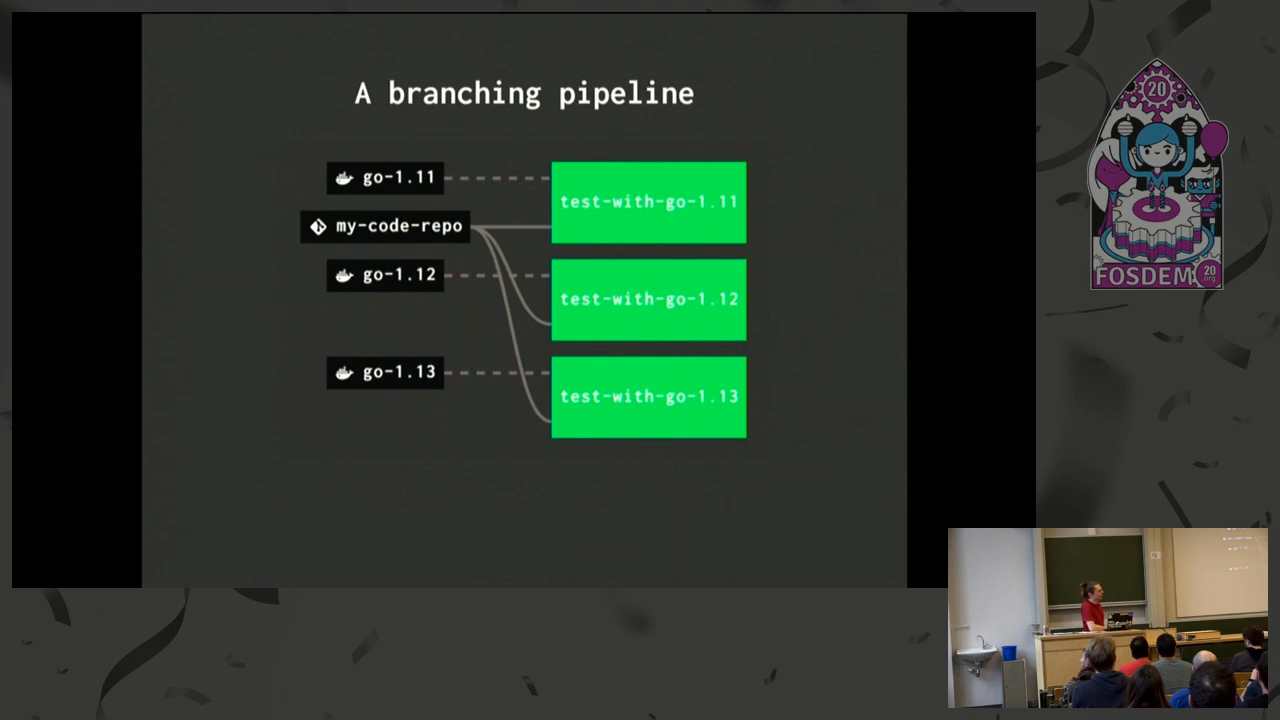 A branching pipeline
go-1.11
my-code-repo
go-1.12
go-1.13
test-with-go-1.11
test-with-go-1.12
test-with-go-1.13
20
FOSDEM
20
org